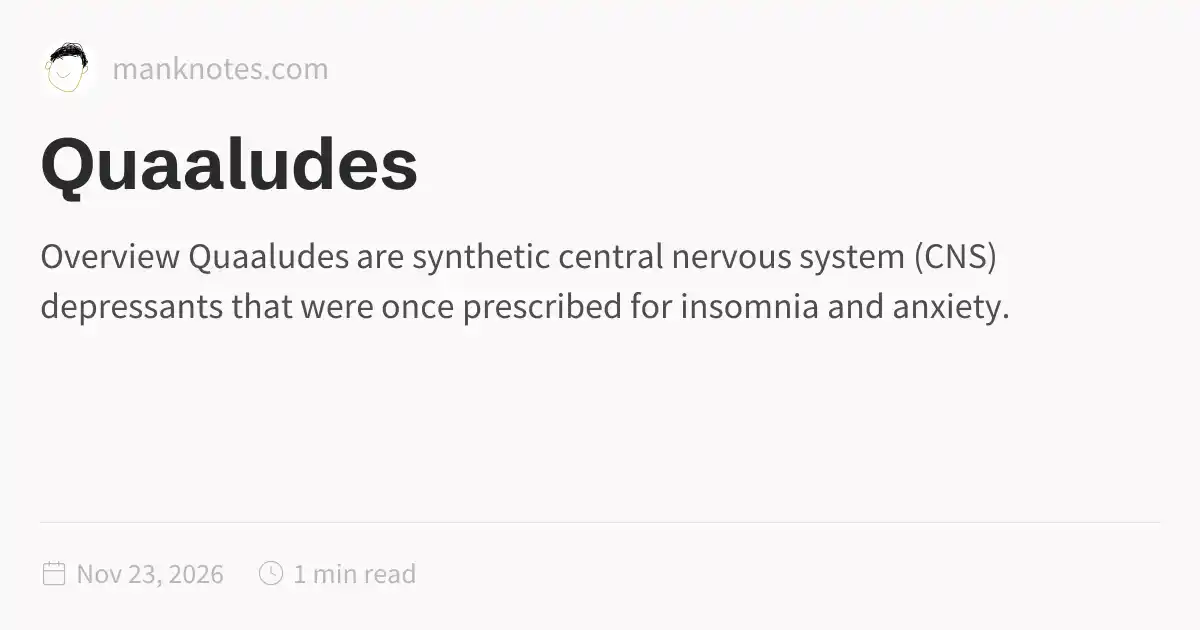 manknotes.com
Quaaludes
Overview Quaaludes are synthetic central nervous system (CNS)
depressants that were once prescribed for insomnia and anxiety.
Nov 23, 2026 1 min read